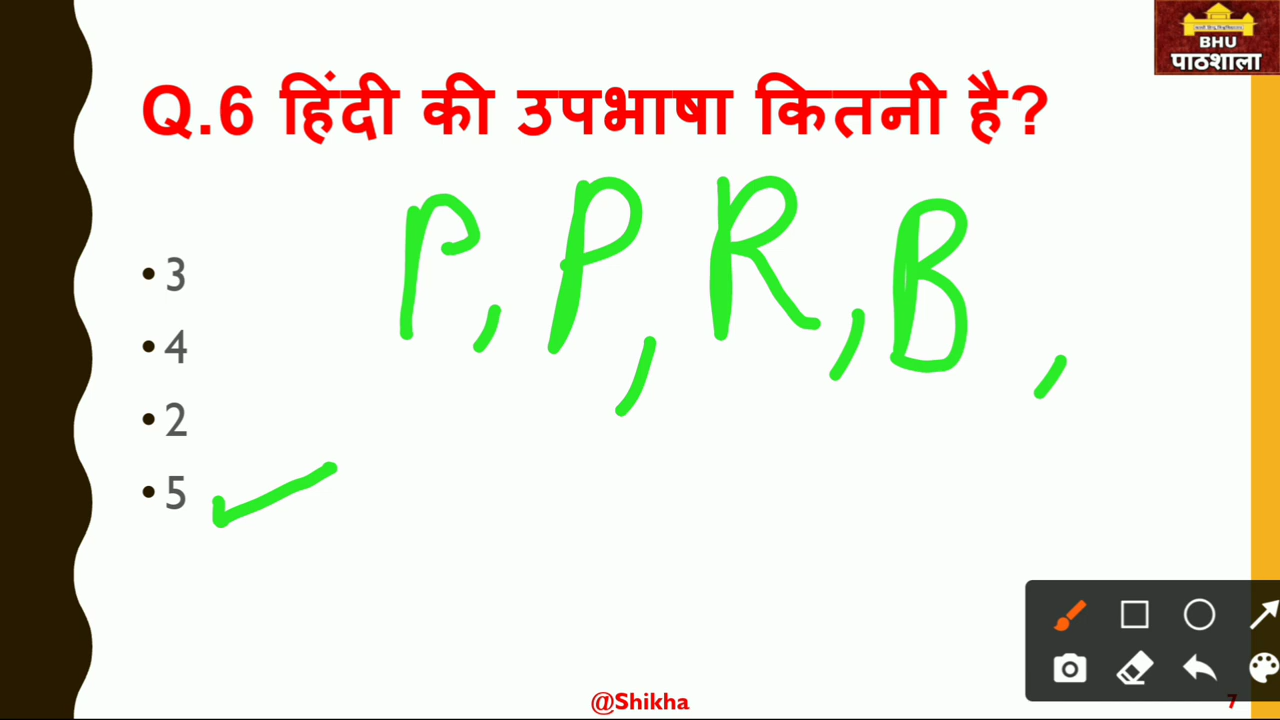 BHU
पाठशाला
Q.6 हिंदी की उपभाषा कितनी है?
P, P, R, B,
• 3
• 4
• 2
• 5
@Shikha
7